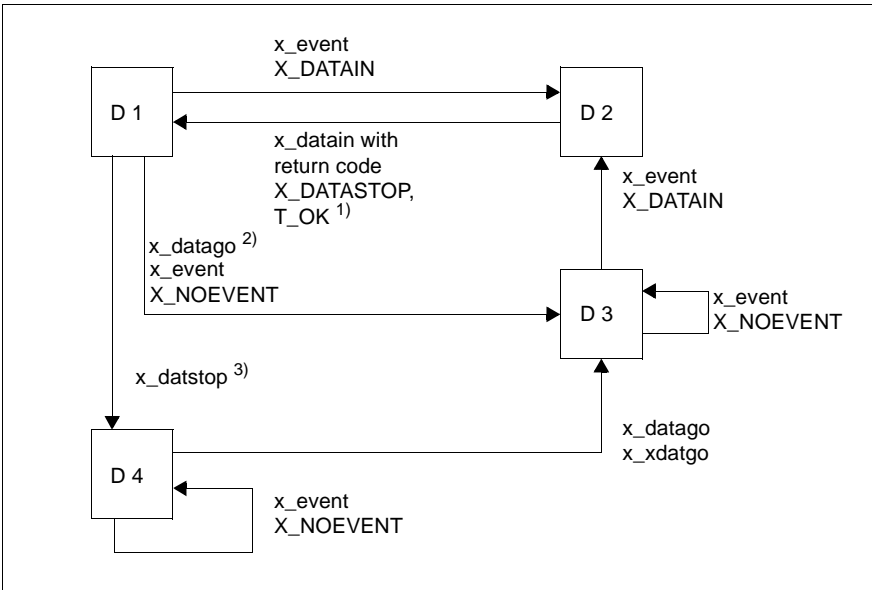 x_event
X_DATAIN
D 1
D 2
x_datain with
return code
X_DATASTOP,
T_OK 1)
x_event
X_DATAIN
x_datago 2)
x_event
X_NOEVENT
D 3
x_event
X_NOEVENT
x_datstop 3)
x_datago
x_xdatgo
D 4
x_event
X_NOEVENT